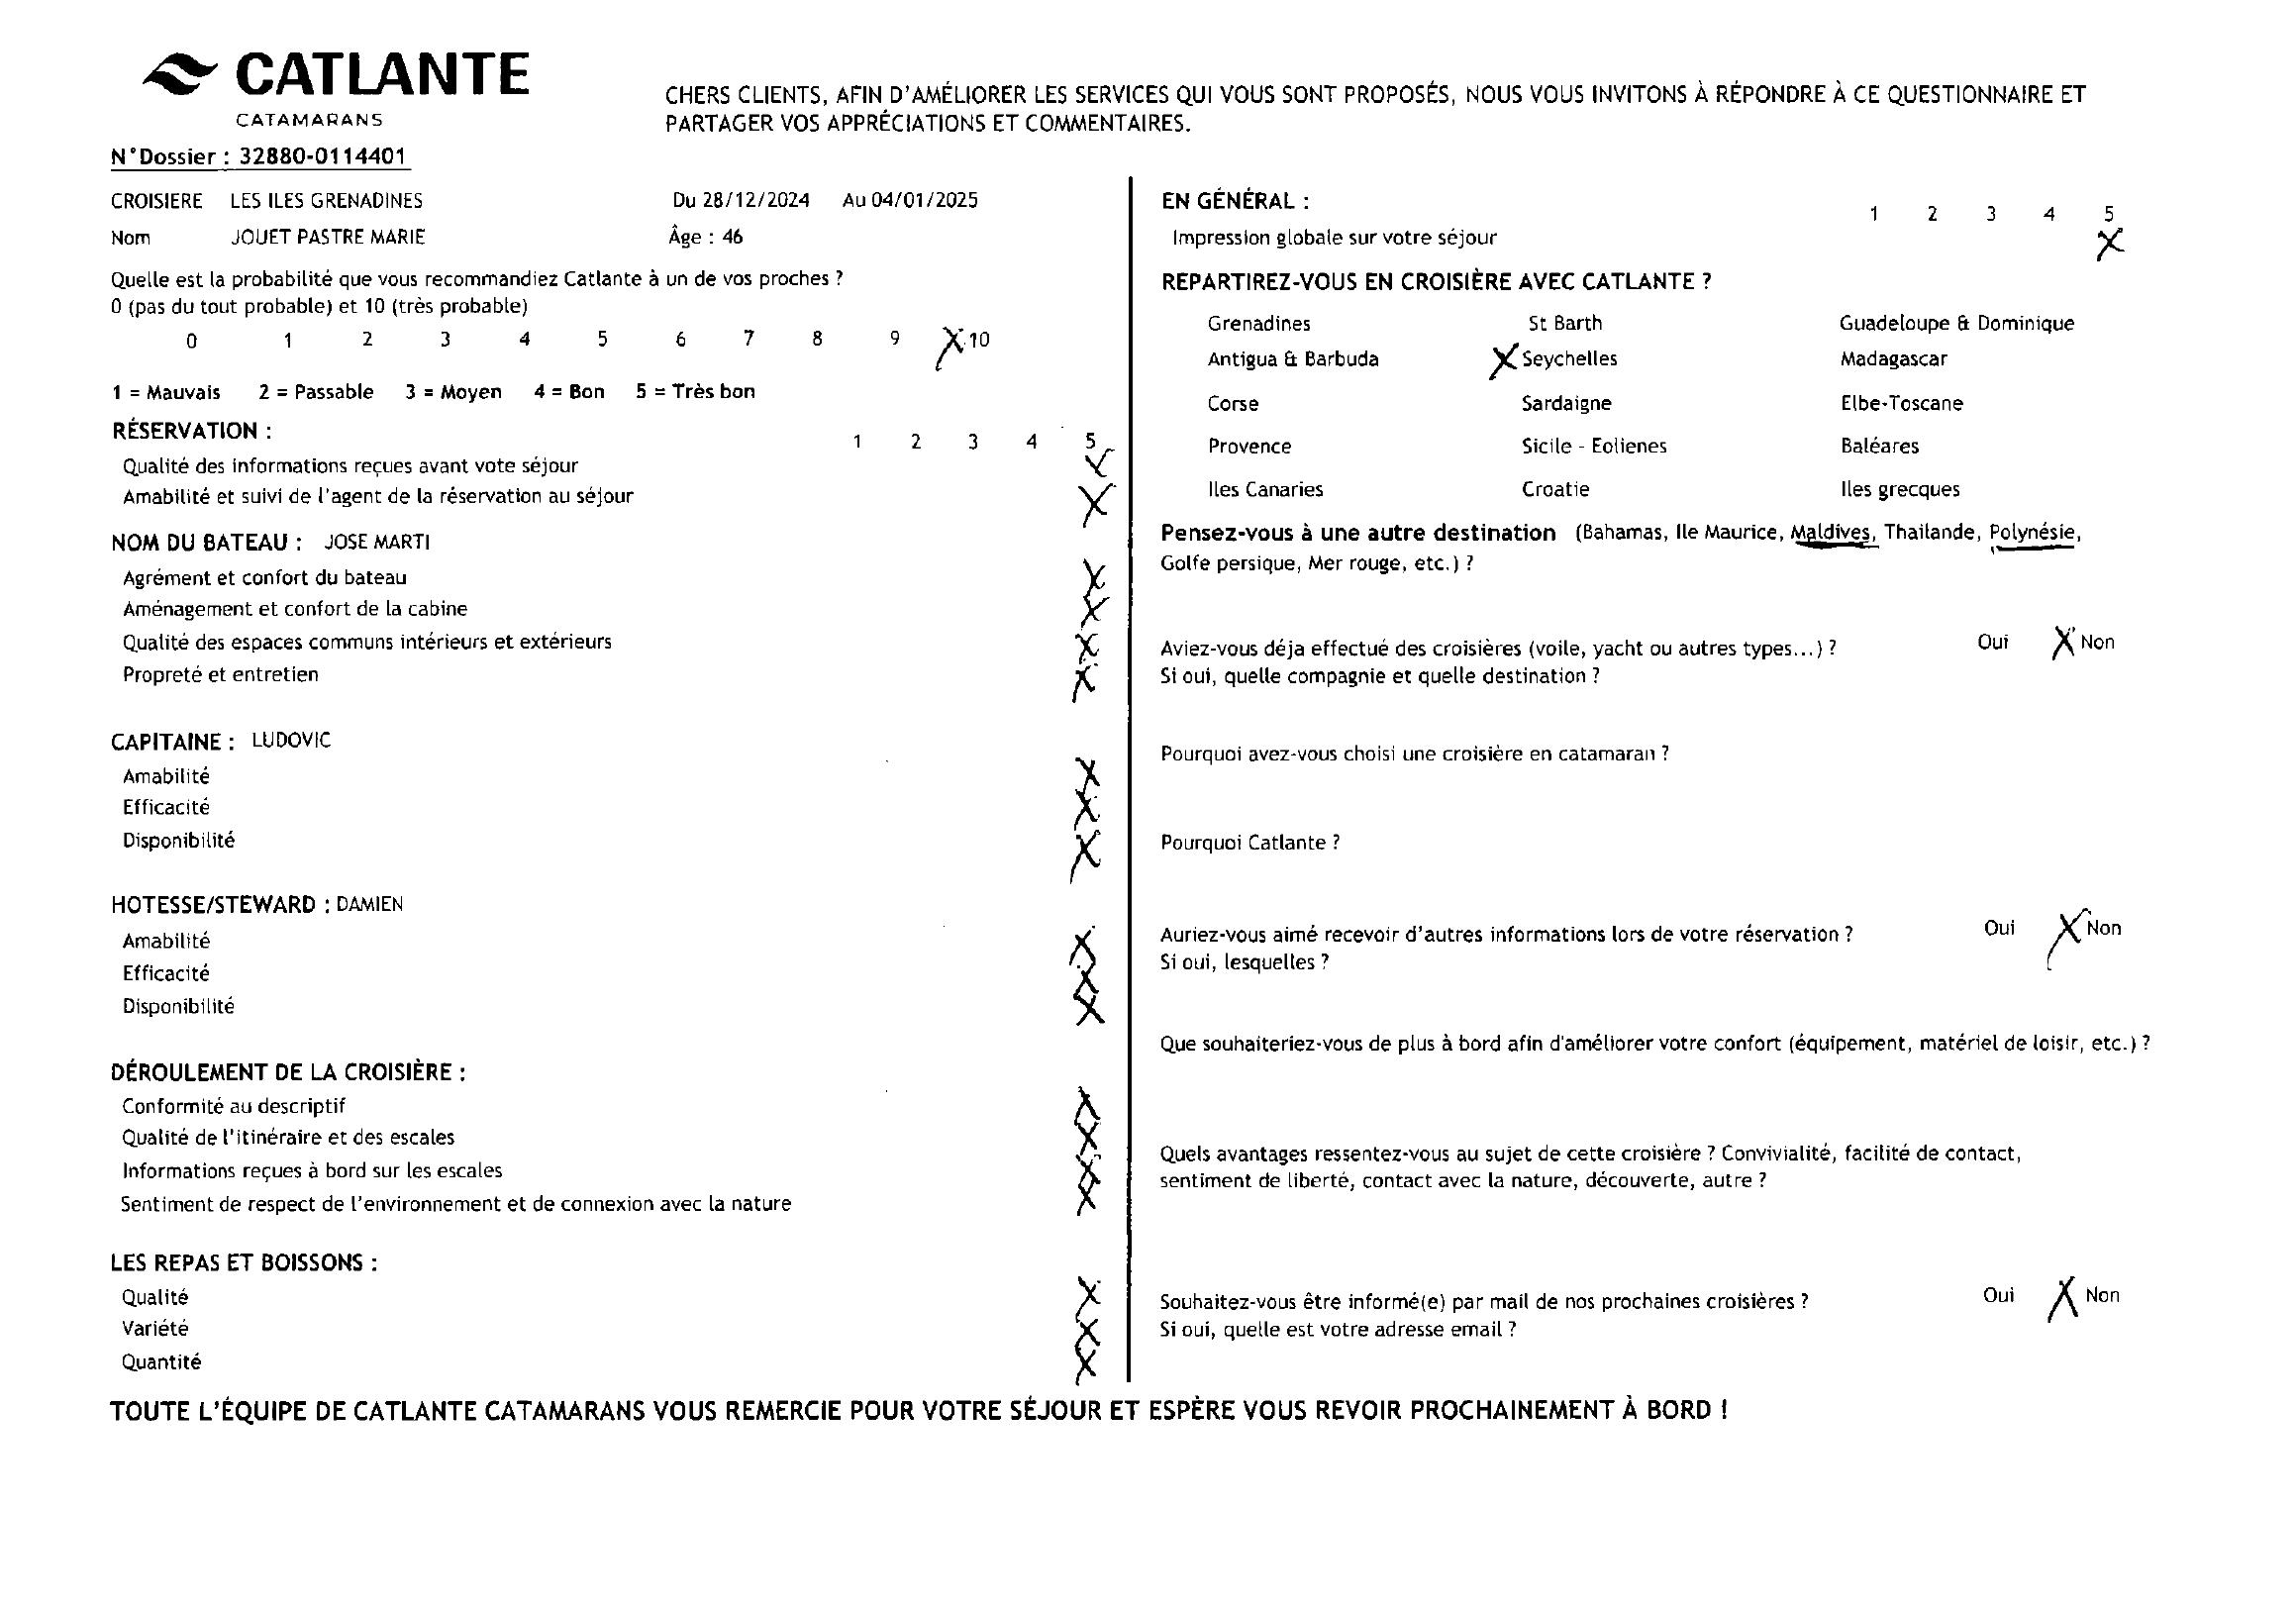 CATLANTE
CATAMARANS
CHERS CLIENTS, AFIN D'AMÉLIORER LES SERVICES QUI VOUS SONT PROPOSÉS, NOUS VOUS INVITONS À RÉPONDRE À CE QUESTIONNAIRE ET
PARTAGER VOS APPRÉCIATIONS ET COMMENTAIRES.
N°Dossier : 32880-0114401
CROISIERE LES ILES GRENADINES Du 28/12/2024 Au 04/01/2025
Nom JOUET PASTRE MARIE Âge : 46
Quelle est la probabilité que vous recommandiez Catlante à un de vos proches ?
0 (pas du tout probable) et 10 (très probable)
0 1 2 3 4 5 6 7 8 9 X 10
1 = Mauvais 2 = Passable 3 = Moyen 4 = Bon 5 = Très bon
RÉSERVATION :
1 2 3 4 5
Qualité des informations reçues avant vote séjour X
Amabilité et suivi de l'agent de la réservation au séjour X
NOM DU BATEAU : JOSE MARTI
Agrément et confort du bateau X
Aménagement et confort de la cabine X
Qualité des espaces communs intérieurs et extérieurs X
Propreté et entretien X
CAPITAINE : LUDOVIC
Amabilité X
Efficacité X
Disponibilité X
HOTESSE/STEWARD : DAMIEN
Amabilité X
Efficacité X
Disponibilité X
DÉROULEMENT DE LA CROISIÈRE :
Conformité au descriptif X
Qualité de l'itinéraire et des escales X
Informations reçues à bord sur les escales X
Sentiment de respect de l'environnement et de connexion avec la nature X
LES REPAS ET BOISSONS :
Qualité X
Variété X
Quantité X
EN GÉNÉRAL :
1 2 3 4 5
Impression globale sur votre séjour X
REPARTIREZ-VOUS EN CROISIÈRE AVEC CATLANTE ?
Grenadines St Barth Guadeloupe & Dominique
Antigua & Barbuda X Seychelles Madagascar
Corse Sardaigne Elbe-Toscane
Provence Sicile - Eolienes Baléares
Iles Canaries Croatie Iles grecques
Pensez-vous à une autre destination (Bahamas, Ile Maurice, Maldives, Thailande, Polynésie,
Golfe persique, Mer rouge, etc.) ?
Aviez-vous déja effectué des croisières (voile, yacht ou autres types...) ? Oui X Non
Si oui, quelle compagnie et quelle destination ?
Pourquoi avez-vous choisi une croisière en catamaran ?
Pourquoi Catlante ?
Auriez-vous aimé recevoir d'autres informations lors de votre réservation ? Oui X Non
Si oui, lesquelles ?
Que souhaiteriez-vous de plus à bord afin d'améliorer votre confort (équipement, matériel de loisir, etc.) ?
Quels avantages ressentez-vous au sujet de cette croisière ? Convivialité, facilité de contact,
sentiment de liberté, contact avec la nature, découverte, autre ?
Souhaitez-vous être informé(e) par mail de nos prochaines croisières ? Oui X Non
Si oui, quelle est votre adresse email ?
TOUTE L'ÉQUIPE DE CATLANTE CATAMARANS VOUS REMERCIE POUR VOTRE SÉJOUR ET ESPÈRE VOUS REVOIR PROCHAINEMENT À BORD !